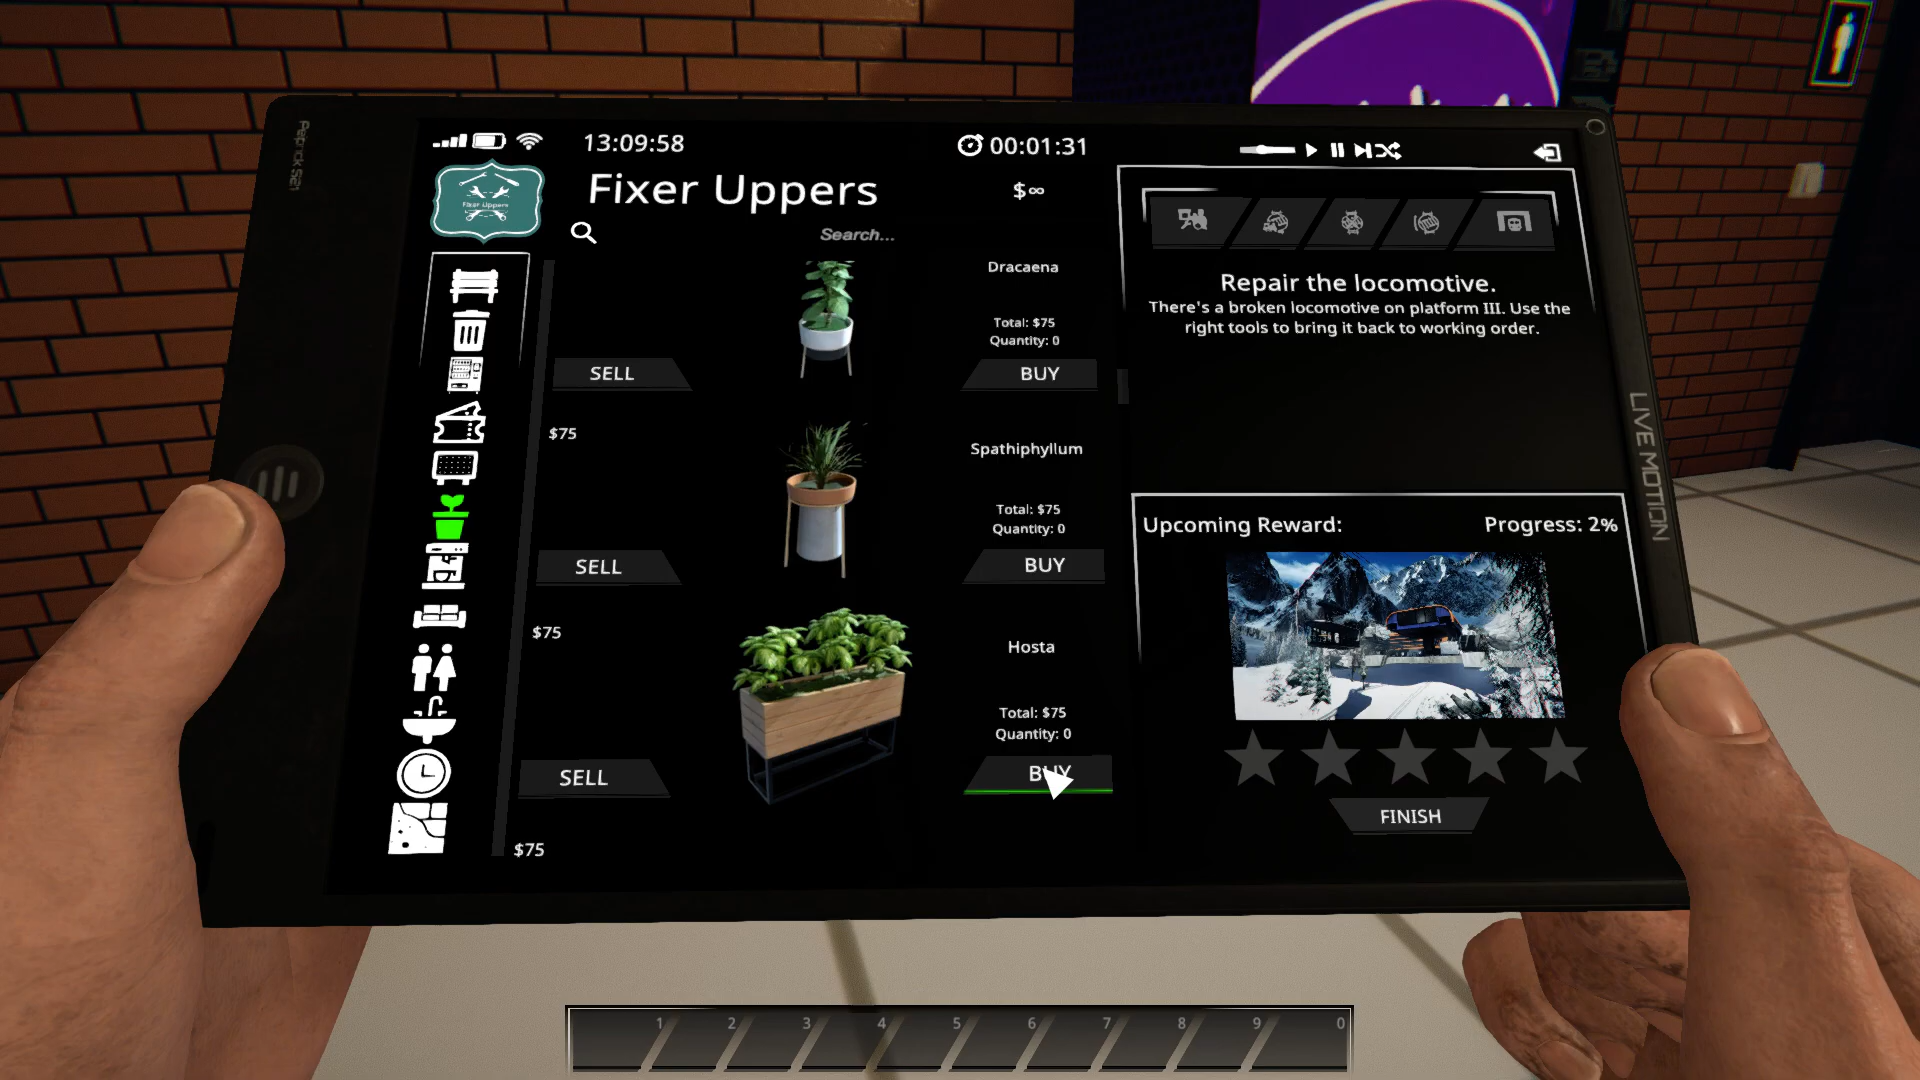 13:09:58
00:01:31
Fixer Uppers
Fixer Uppers
$∞
Search...
Dracaena
Total: $75
Quantity: 0
SELL
BUY
$75
Spathiphyllum
Total: $75
Quantity: 0
SELL
BUY
$75
Hosta
Total: $75
Quantity: 0
SELL
BUY
$75
Repair the locomotive.
There's a broken locomotive on platform III. Use the
right tools to bring it back to working order.
Upcoming Reward:
Progress: 2%
FINISH
LIVE MOTION
1 2 3 4 5 6 7 8 9 0